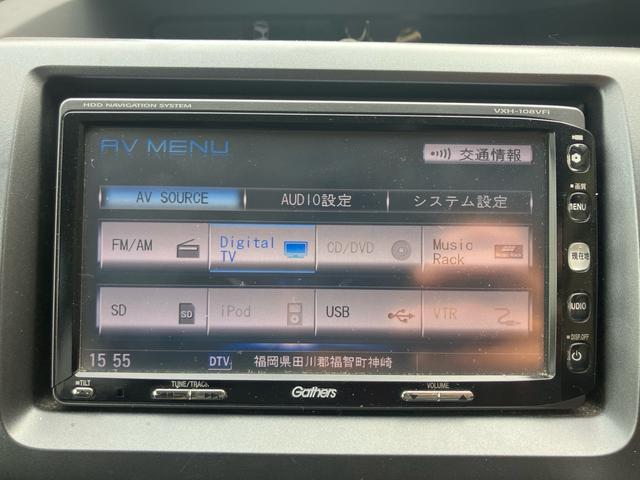 HDD NAVIGATION SYSTEM
VXH-108VFi
AV MENU
交通情報
AV SOURCE
AUDIO設定
システム設定
FM/AM
Digital TV
CD/DVD
Music Rack
SD
SD
iPod
USB
VTR
15 55
DTV
福岡県田川郡福智町神崎
画質
MENU
現在地
AUDIO
DISP.OFF
TILT
TUNE/TRACK
Gathers
VOLUME